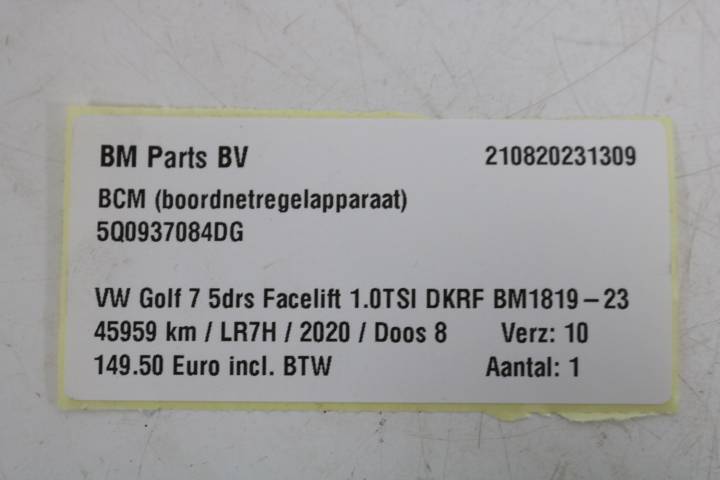 BM Parts BV 210820231309
BCM (boordnetregelapparaat)
5Q0937084DG
VW Golf 7 5drs Facelift 1.0TSI DKRF BM1819-23
45959 km / LR7H / 2020 / Doos 8 Verz: 10
149.50 Euro incl. BTW Aantal: 1